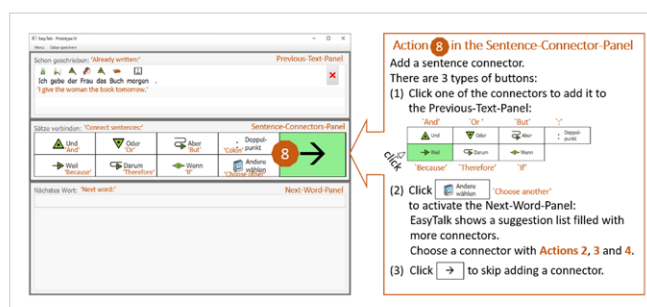 EasyTalk - Prototype 9
Menü Sätze speichern
Schon geschrieben: 'Already written:' Previous-Text-Panel
Ich gebe der Frau das Buch morgen .
'I give the woman the book tomorrow.'
Sätze verbinden: 'Connect sentences:' Sentence-Connectors-Panel
Und 'And'
Oder 'Or'
Aber 'But'
: Doppel-punkt 'Colon'
Weil 'Because'
Darum 'Therefore'
Wenn 'If'
Andere wählen 'Choose another'
8 →
Nächstes Wort: 'Next word:' Next-Word-Panel
Action 8 in the Sentence-Connector-Panel
Add a sentence connector.
There are 3 types of buttons:
(1) Click one of the connectors to add it to
the Previous-Text-Panel:
'And' 'Or' 'But' ':'
Und Oder Aber : Doppel-punkt
Weil Darum Wenn
click
'Because' 'Therefore' 'If'
(2) Click Andere wählen 'Choose another'
to activate the Next-Word-Panel:
EasyTalk shows a suggestion list filled with
more connectors.
Choose a connector with Actions 2, 3 and 4.
(3) Click → to skip adding a connector.